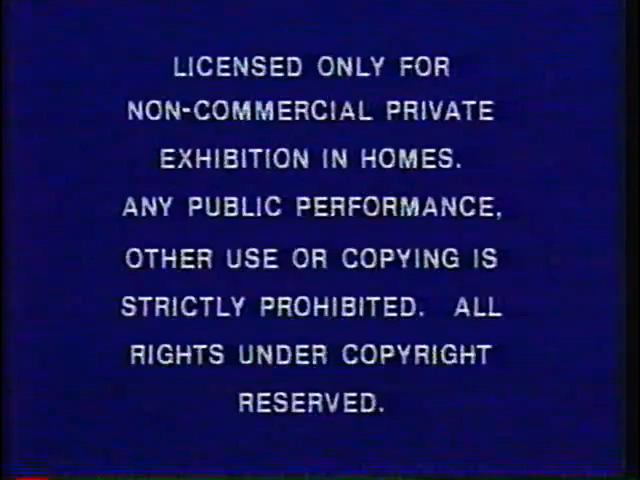 LICENSED ONLY FOR
NON-COMMERCIAL PRIVATE
EXHIBITION IN HOMES.
ANY PUBLIC PERFORMANCE,
OTHER USE OR COPYING IS
STRICTLY PROHIBITED.  ALL
RIGHTS UNDER COPYRIGHT
RESERVED.